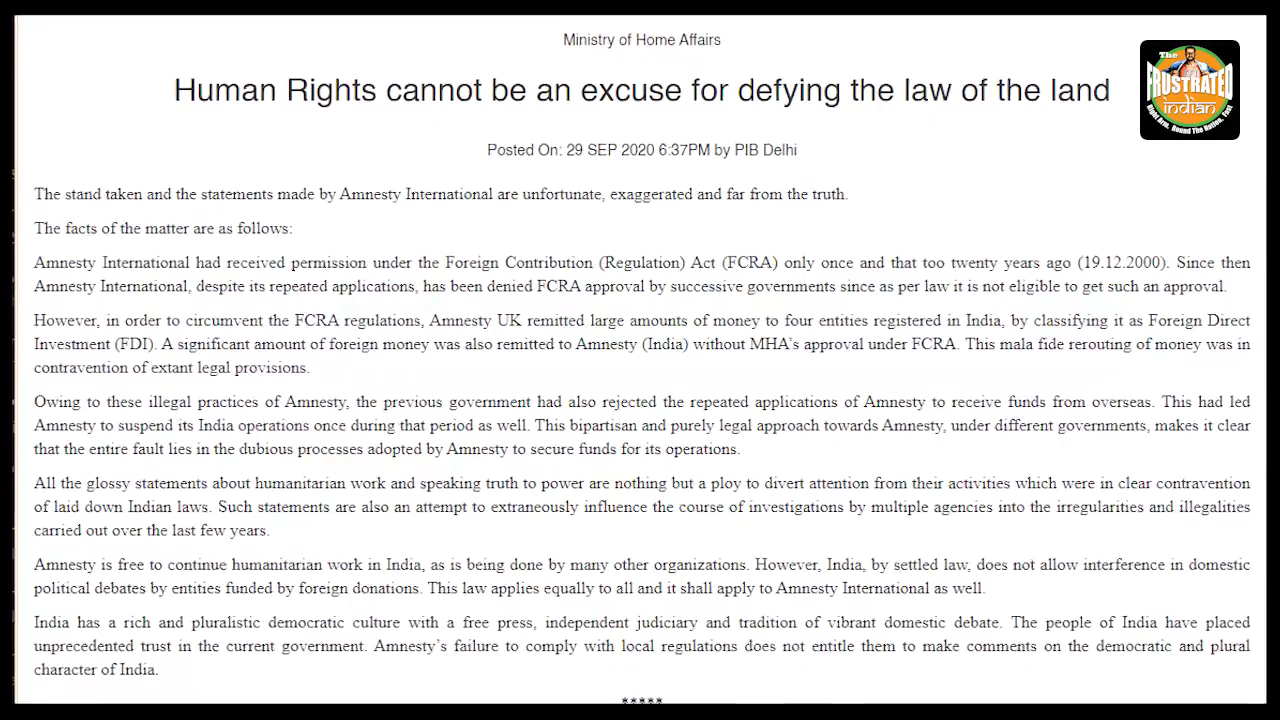 Ministry of Home Affairs
Human Rights cannot be an excuse for defying the law of the land
The
FRUSTRATED
indian
Right Arm, Round The Nation, Fast
Posted On: 29 SEP 2020 6:37PM by PIB Delhi
The stand taken and the statements made by Amnesty International are unfortunate, exaggerated and far from the truth.
The facts of the matter are as follows:
Amnesty International had received permission under the Foreign Contribution (Regulation) Act (FCRA) only once and that too twenty years ago (19.12.2000). Since then
Amnesty International, despite its repeated applications, has been denied FCRA approval by successive governments since as per law it is not eligible to get such an approval.
However, in order to circumvent the FCRA regulations, Amnesty UK remitted large amounts of money to four entities registered in India, by classifying it as Foreign Direct
Investment (FDI). A significant amount of foreign money was also remitted to Amnesty (India) without MHA's approval under FCRA. This mala fide rerouting of money was in
contravention of extant legal provisions.
Owing to these illegal practices of Amnesty, the previous government had also rejected the repeated applications of Amnesty to receive funds from overseas. This had led
Amnesty to suspend its India operations once during that period as well. This bipartisan and purely legal approach towards Amnesty, under different governments, makes it clear
that the entire fault lies in the dubious processes adopted by Amnesty to secure funds for its operations.
All the glossy statements about humanitarian work and speaking truth to power are nothing but a ploy to divert attention from their activities which were in clear contravention
of laid down Indian laws. Such statements are also an attempt to extraneously influence the course of investigations by multiple agencies into the irregularities and illegalities
carried out over the last few years.
Amnesty is free to continue humanitarian work in India, as is being done by many other organizations. However, India, by settled law, does not allow interference in domestic
political debates by entities funded by foreign donations. This law applies equally to all and it shall apply to Amnesty International as well.
India has a rich and pluralistic democratic culture with a free press, independent judiciary and tradition of vibrant domestic debate. The people of India have placed
unprecedented trust in the current government. Amnesty's failure to comply with local regulations does not entitle them to make comments on the democratic and plural
character of India.
*****